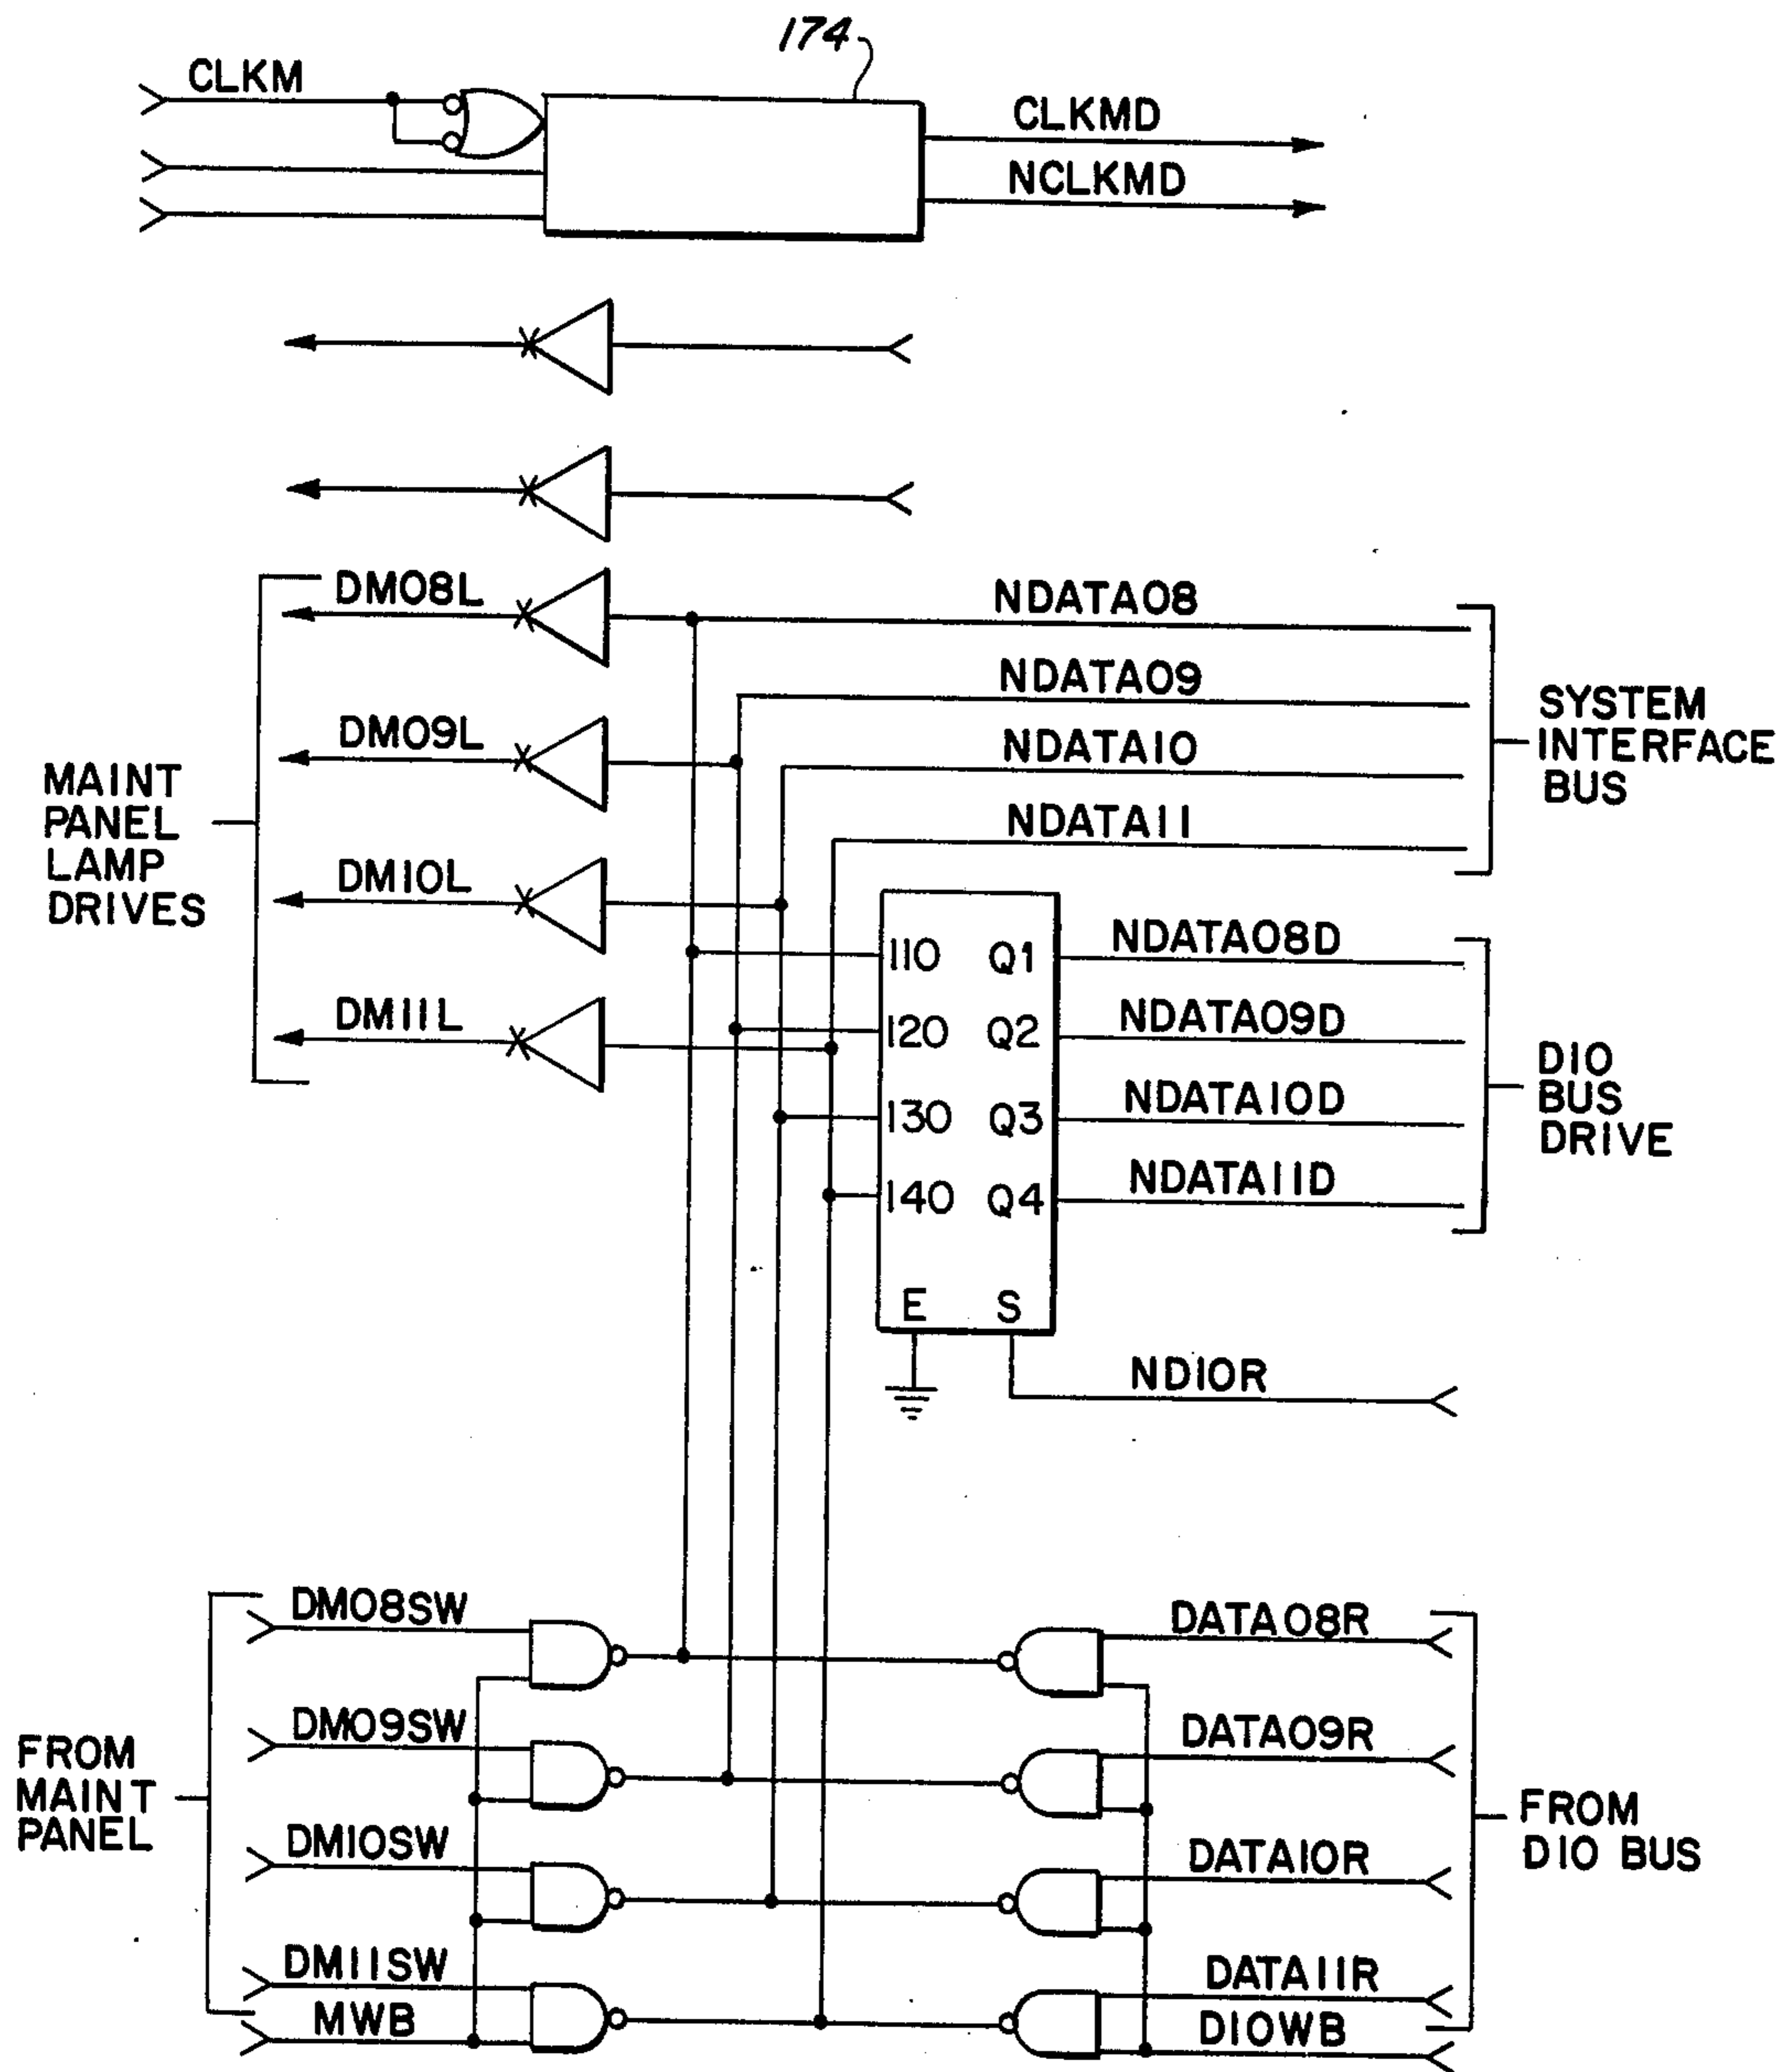 174
CLKM
CLKMD
NCLKMD
DM08L
NDATA08
NDATA09
SYSTEM
INTERFACE
BUS
DM09L
NDATA10
MAINT
PANEL
LAMP
DRIVES
NDATA11
DM10L
110 Q1
NDATA08D
DM11L
120 Q2
NDATA09D
DIO
BUS
DRIVE
130 Q3
NDATA10D
140 Q4
NDATA11D
E S
NDIOR
DM08SW
DATA08R
DM09SW
DATA09R
FROM
MAINT
PANEL
FROM
DIO BUS
DM10SW
DATA10R
DM11SW
DATA11R
MWB
DIOWB